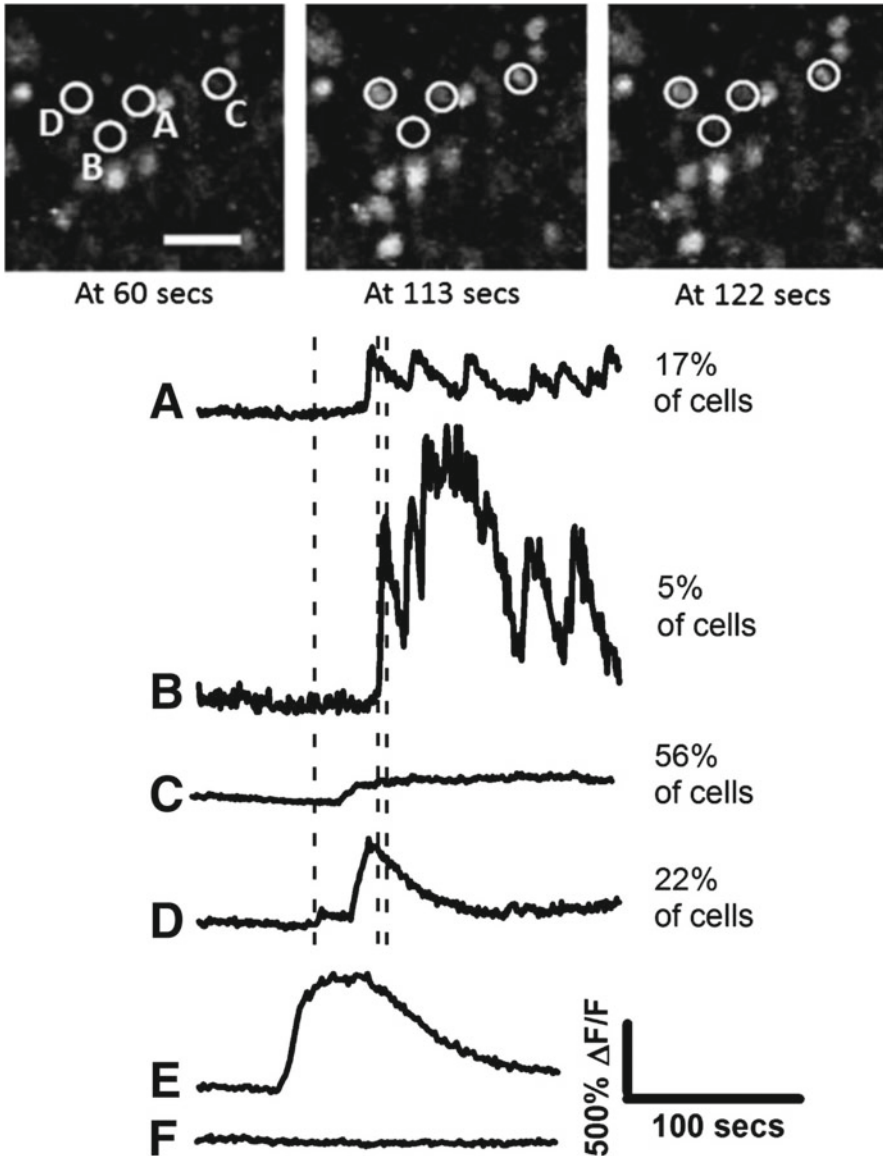 D
A
C
B
At 60 secs
At 113 secs
At 122 secs
A
17%
of cells
B
5%
of cells
C
56%
of cells
D
22%
of cells
E
500% ΔF/F
100 secs
F